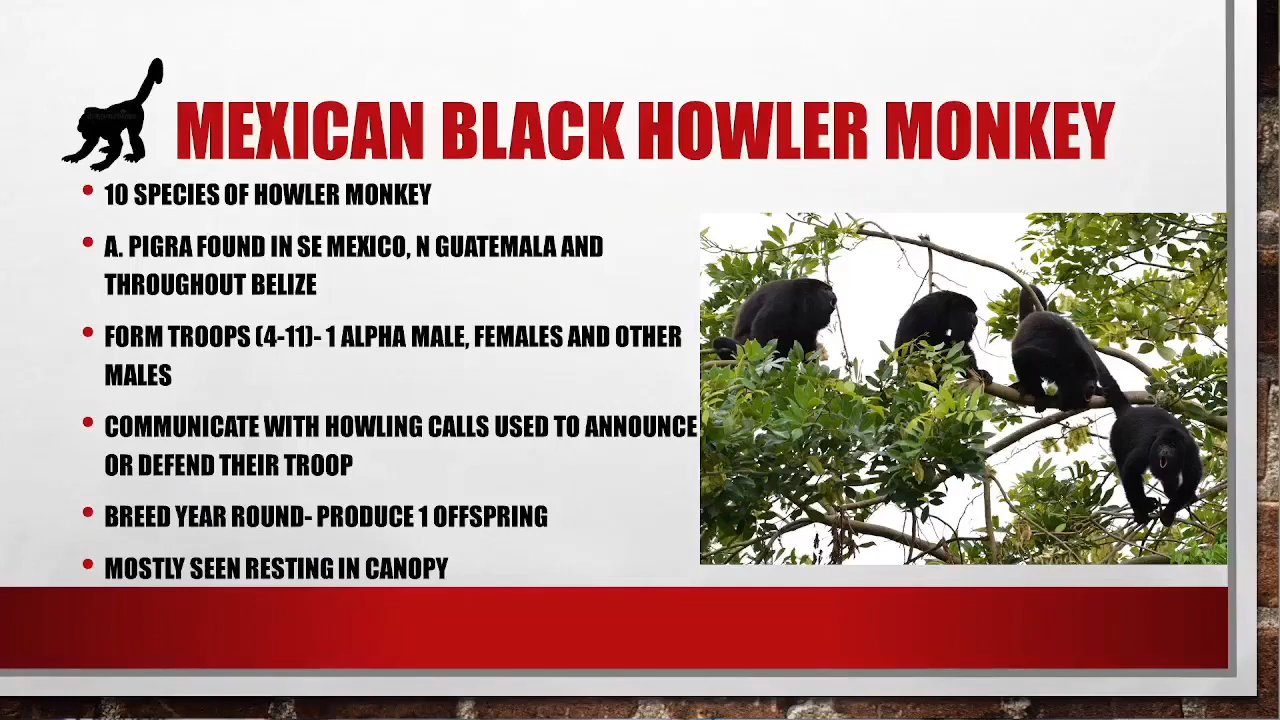 MEXICAN BLACK HOWLER MONKEY
• 10 SPECIES OF HOWLER MONKEY
• A. PIGRA FOUND IN SE MEXICO, N GUATEMALA AND
THROUGHOUT BELIZE
• FORM TROOPS (4-11)- 1 ALPHA MALE, FEMALES AND OTHER
MALES
• COMMUNICATE WITH HOWLING CALLS USED TO ANNOUNCE
OR DEFEND THEIR TROOP
• BREED YEAR ROUND- PRODUCE 1 OFFSPRING
• MOSTLY SEEN RESTING IN CANOPY